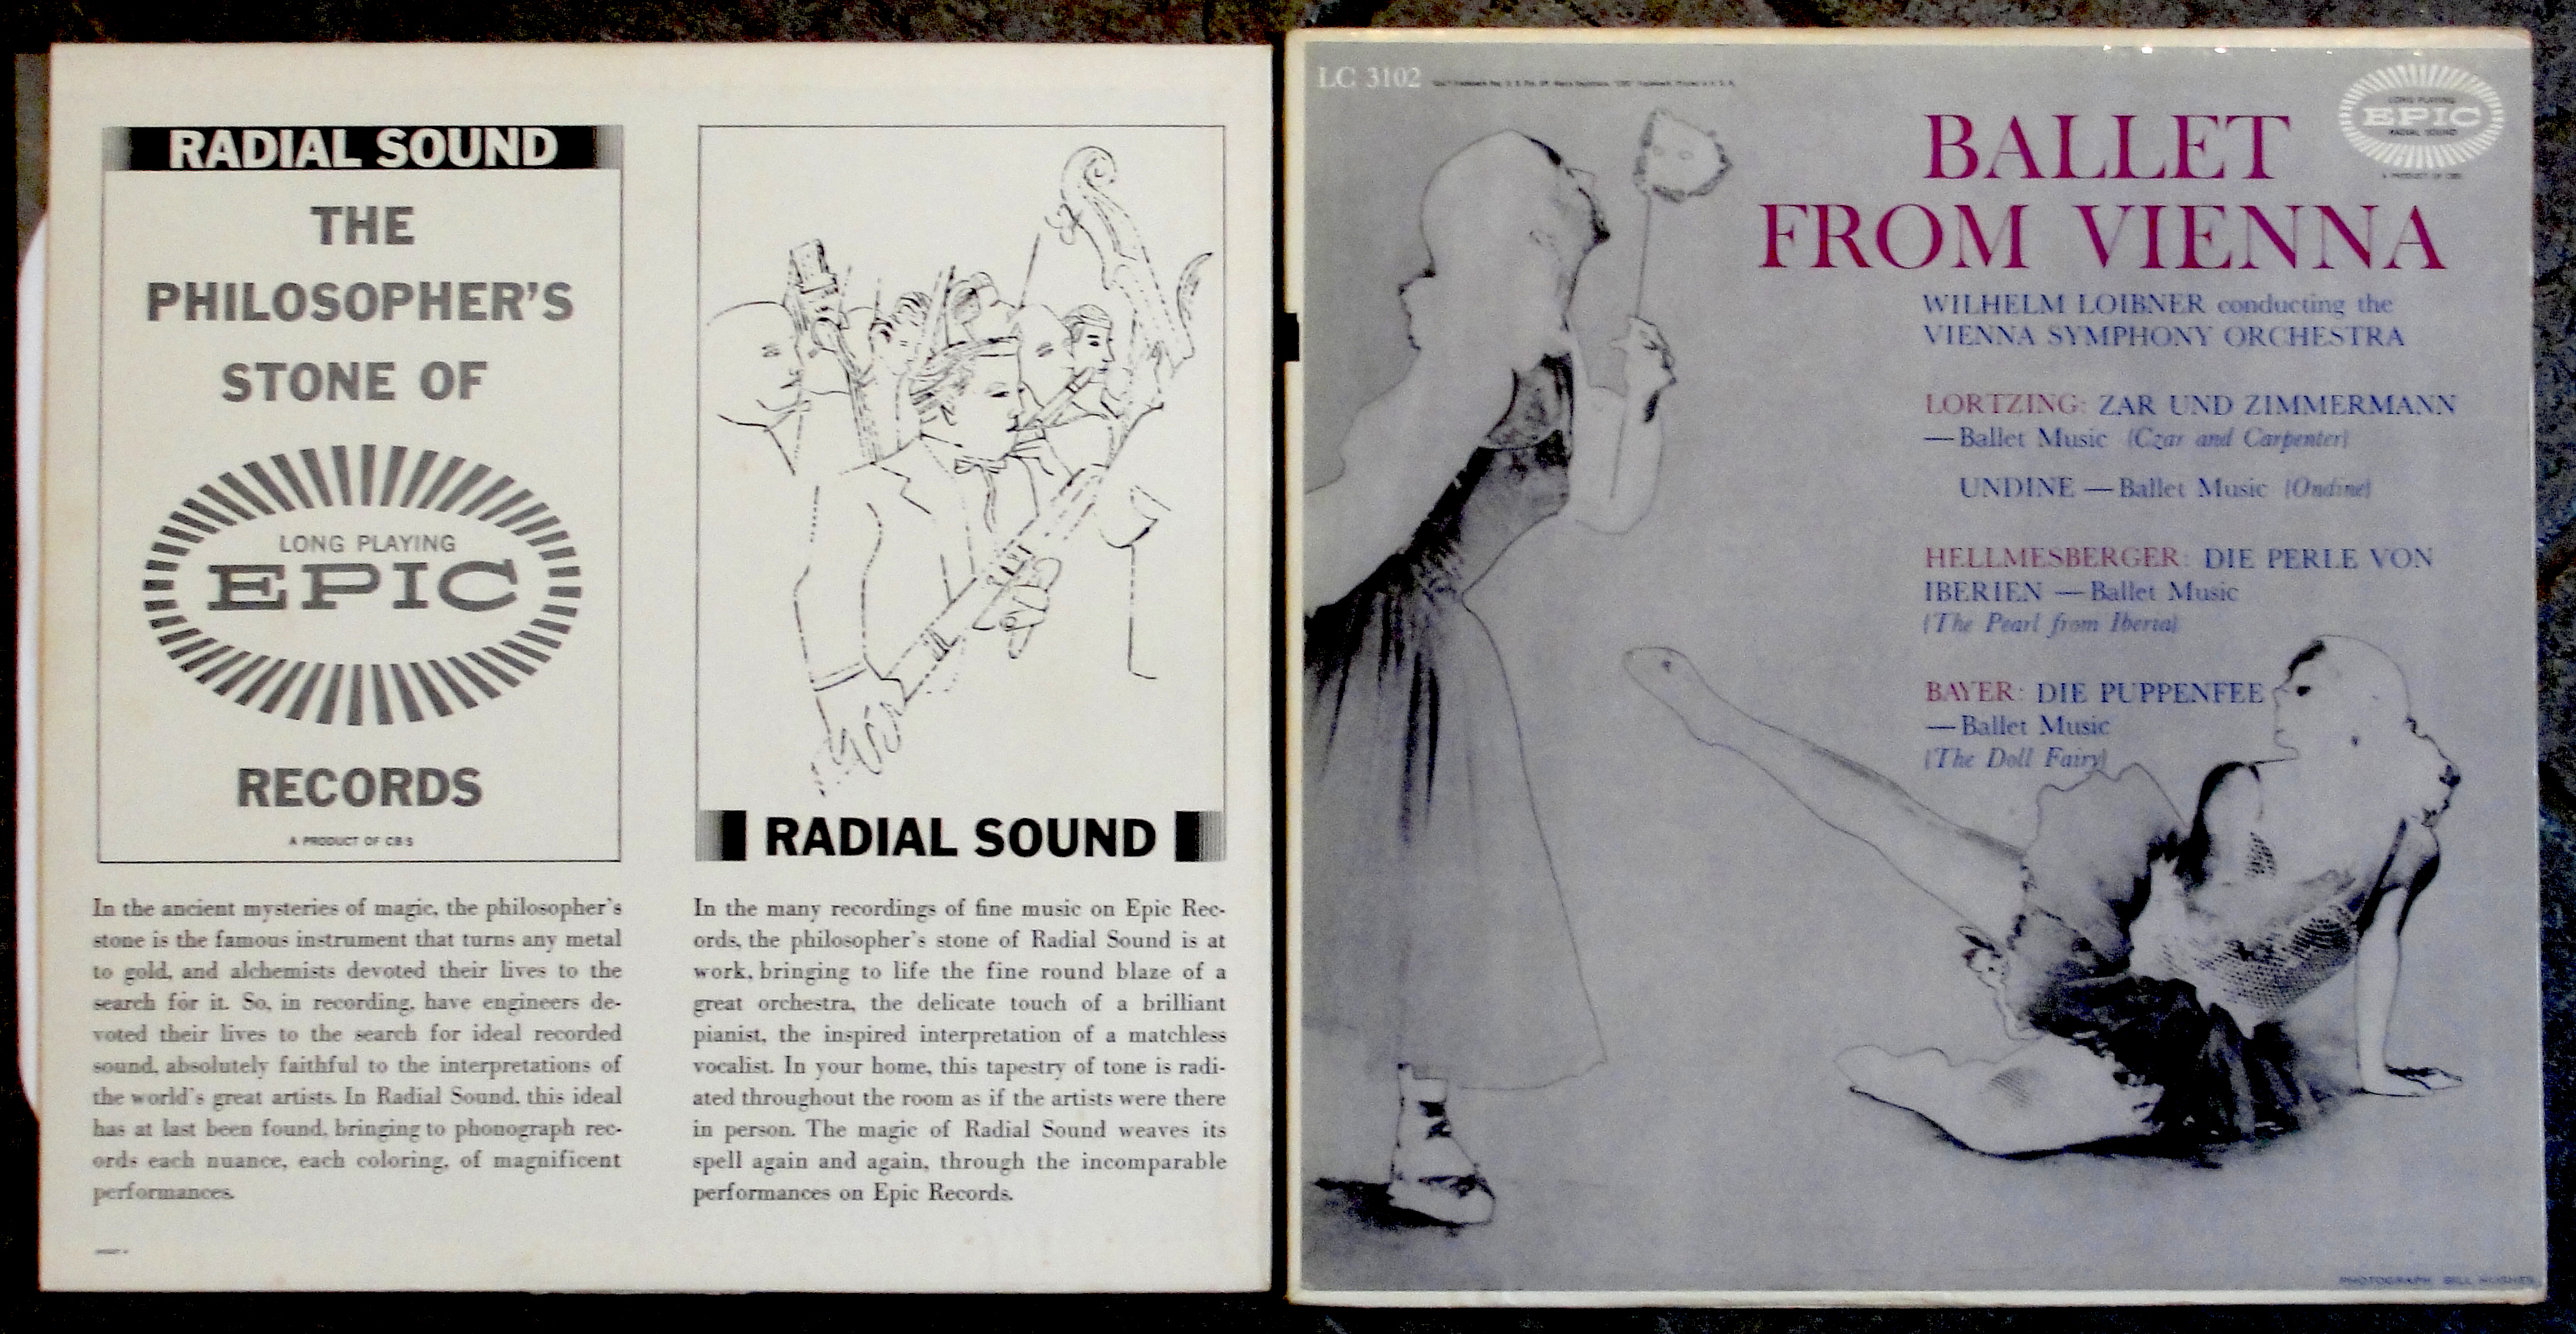 RADIAL SOUND
THE
PHILOSOPHER'S
STONE OF
LONG PLAYING
EPIC
RECORDS
A PRODUCT OF CBS
In the ancient mysteries of magic, the philosopher's
stone is the famous instrument that turns any metal
to gold, and alchemists devoted their lives to the
search for it. So, in recording, have engineers de-
voted their lives to the search for ideal recorded
sound, absolutely faithful to the interpretations of
the world's great artists. In Radial Sound, this ideal
has at last been found, bringing to phonograph rec-
ords each nuance, each coloring, of magnificent
performances.
RADIAL SOUND
In the many recordings of fine music on Epic Rec-
ords, the philosopher's stone of Radial Sound is at
work, bringing to life the fine round blaze of a
great orchestra, the delicate touch of a brilliant
pianist, the inspired interpretation of a matchless
vocalist. In your home, this tapestry of tone is radi-
ated throughout the room as if the artists were there
in person. The magic of Radial Sound weaves its
spell again and again, through the incomparable
performances on Epic Records.
LC 3102
LONG PLAYING
EPIC
RADIAL SOUND
A PRODUCT OF CBS
BALLET
FROM VIENNA
WILHELM LOIBNER conducting the
VIENNA SYMPHONY ORCHESTRA
LORTZING: ZAR UND ZIMMERMANN
—Ballet Music (Czar and Carpenter)
UNDINE —Ballet Music (Ondine)
HELLMESBERGER: DIE PERLE VON
IBERIEN —Ballet Music
(The Pearl from Iberia)
BAYER: DIE PUPPENFEE
—Ballet Music
(The Doll Fairy)
PHOTOGRAPH: BILL HUGHES